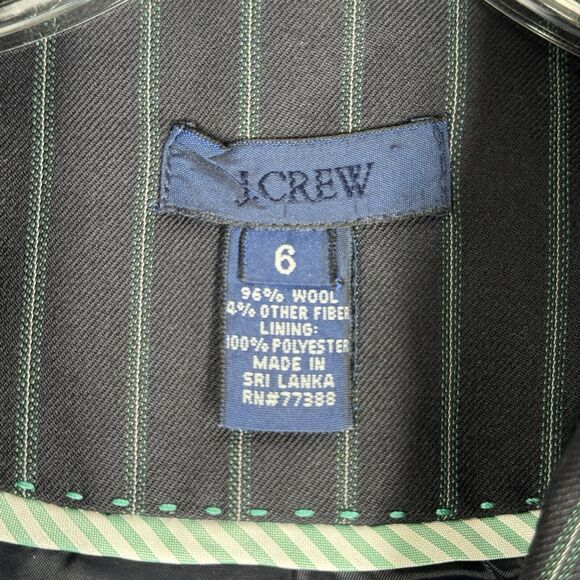 J.CREW
6
96% WOOL
4% OTHER FIBER
LINING:
100% POLYESTER
MADE IN
SRI LANKA
RN#77388